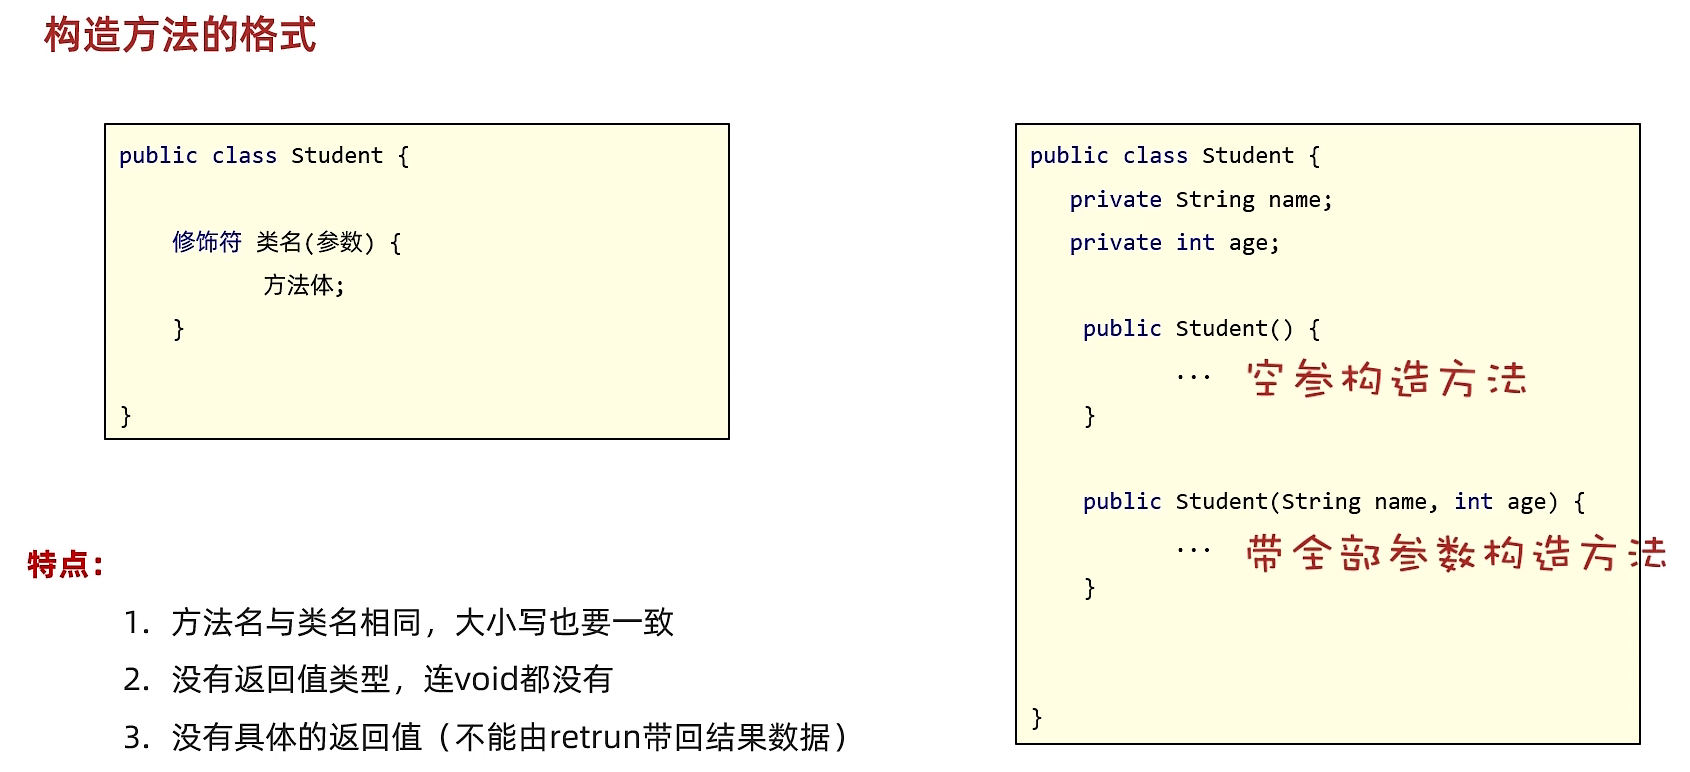 构造方法的格式
public class Student {
修饰符 类名(参数) {
方法体;
}
}
特点：
1. 方法名与类名相同，大小写也要一致
2. 没有返回值类型，连void都没有
3. 没有具体的返回值（不能由retrun带回结果数据）
public class Student {
private String name;
private int age;
public Student() {
... 空参构造方法
}
public Student(String name, int age) {
... 带全部参数构造方法
}
}